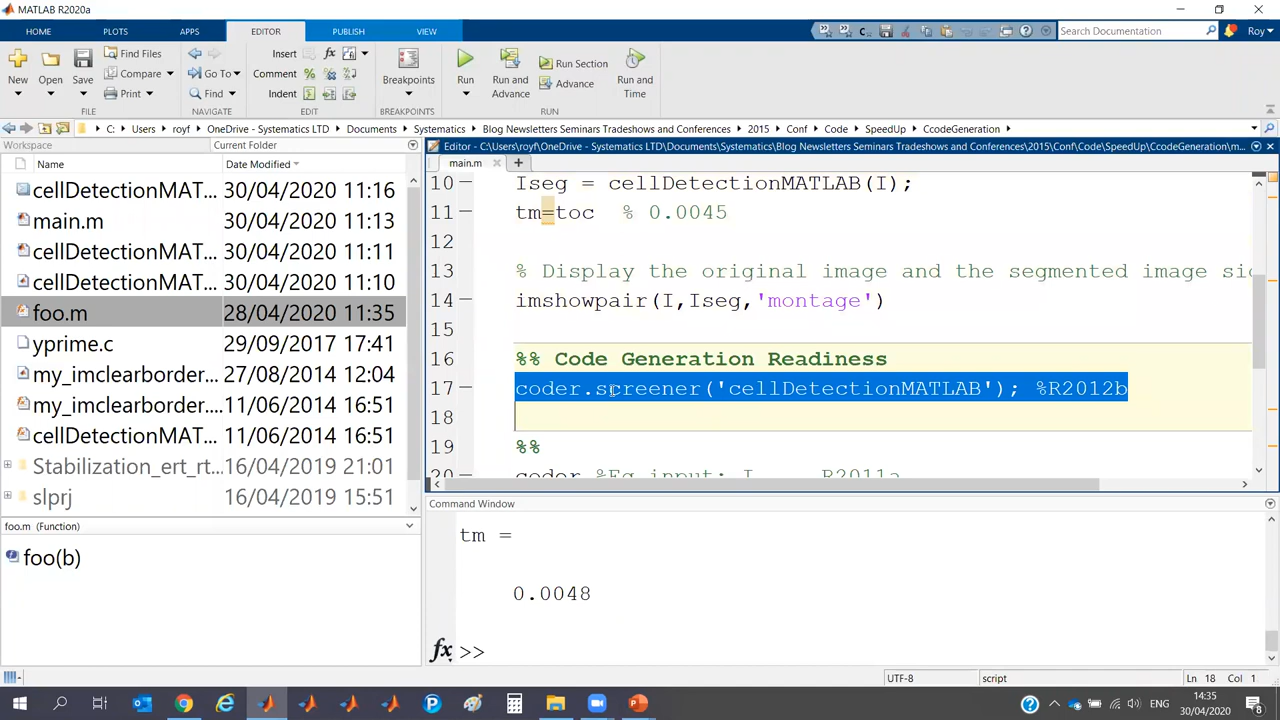 MATLAB R2020a
HOME PLOTS APPS EDITOR PUBLISH VIEW Search Documentation Roy
New Open Save Find Files Compare Print Go To Find Insert fx Comment Indent Breakpoints Run Run and Advance Run Section Advance Run and Time
FILE NAVIGATE EDIT BREAKPOINTS RUN
C: Users royf OneDrive - Systematics LTD Documents Systematics Blog Newsletters Seminars Tradeshows and Conferences 2015 Conf Code SpeedUp CcodeGeneration
Workspace Current Folder
Name Date Modified
cellDetectionMAT... 30/04/2020 11:16
main.m 30/04/2020 11:13
cellDetectionMAT... 30/04/2020 11:11
cellDetectionMAT... 30/04/2020 11:10
foo.m 28/04/2020 11:35
yprime.c 29/09/2017 17:41
my_imclearborder... 27/08/2014 12:04
my_imclearborder... 11/06/2014 16:51
cellDetectionMAT... 11/06/2014 16:51
Stabilization_ert_rt... 16/04/2019 21:01
slprj 16/04/2019 15:51
foo.m (Function)
foo(b)
Editor - C:\Users\royf\OneDrive - Systematics LTD\Documents\Systematics\Blog Newsletters Seminars Tradeshows and Conferences\2015\Conf\Code\SpeedUp\CcodeGeneration\m...
main.m
10 Iseg = cellDetectionMATLAB(I);
11 tm=toc % 0.0045
12
13 % Display the original image and the segmented image si
14 imshowpair(I,Iseg,'montage')
15
16 %% Code Generation Readiness
17 coder.screener('cellDetectionMATLAB'); %R2012b
18
19 %%
20 coder %Eg input: I R2011a
Command Window
tm =
0.0048
fx >>
UTF-8 script Ln 18 Col 1
ENG 14:35
30/04/2020 8